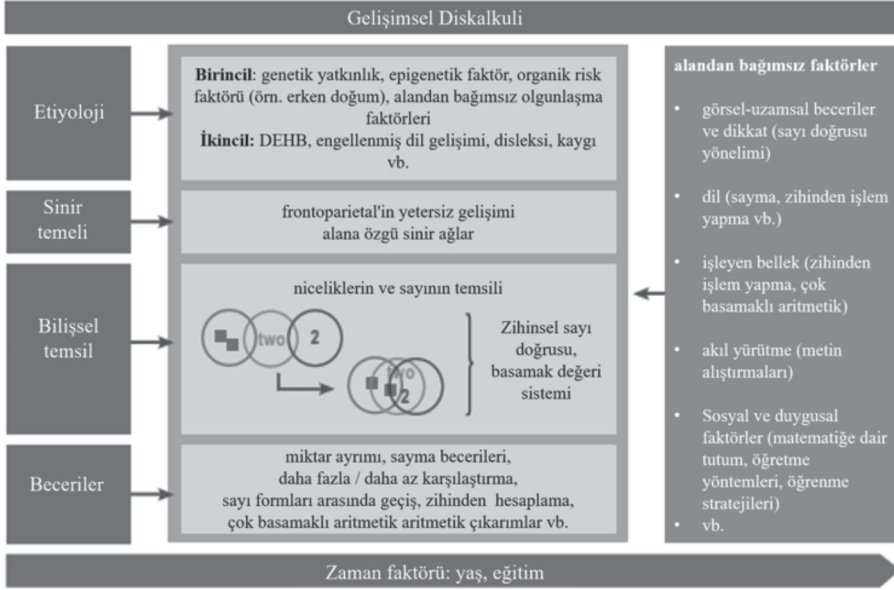 Gelişimsel Diskalkuli
Etiyoloji
Birincil: genetik yatkınlık, epigenetik faktör, organik risk
faktörü (örn. erken doğum), alandan bağımsız olgunlaşma
faktörleri
İkincil: DEHB, engellenmiş dil gelişimi, disleksi, kaygı
vb.
Sinir
temeli
frontoparietal'in yetersiz gelişimi
alana özgü sinir ağlar
Bilişsel
temsil
niceliklerin ve sayının temsili
two
2
two
2
Zihinsel sayı
doğrusu,
basamak değeri
sistemi
Beceriler
miktar ayrımı, sayma becerileri,
daha fazla / daha az karşılaştırma,
sayı formları arasında geçiş, zihinden hesaplama,
çok basamaklı aritmetik aritmetik çıkarımlar vb.
alandan bağımsız faktörler
• görsel-uzamsal beceriler
ve dikkat (sayı doğrusu
yönelimi)
• dil (sayma, zihinden işlem
yapma vb.)
• işleyen bellek (zihinden
işlem yapma, çok
basamaklı aritmetik)
• akıl yürütme (metin
alıştırmaları)
• Sosyal ve duygusal
faktörler (matematiğe dair
tutum, öğretme
yöntemleri, öğrenme
stratejileri)
• vb.
Zaman faktörü: yaş, eğitim